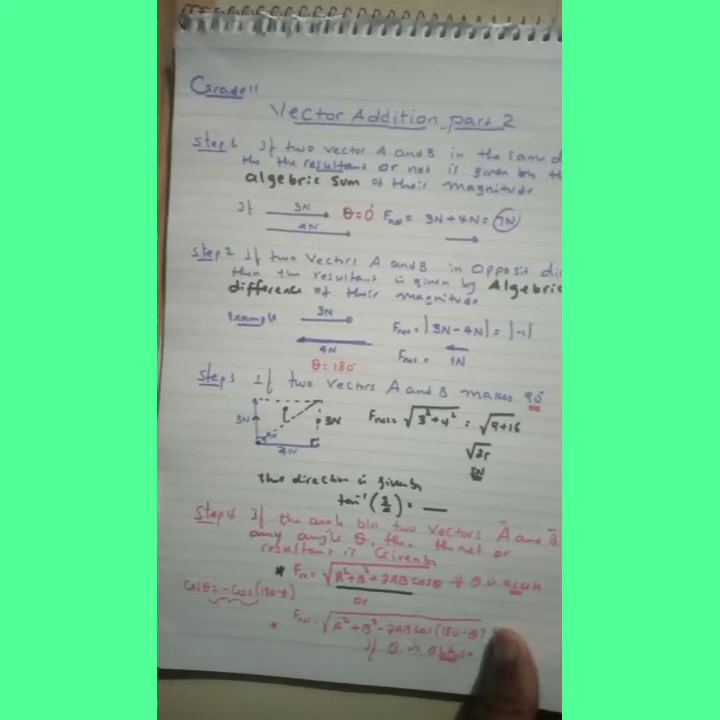 Grade 11
Vector Addition part 2
Step 1 If two vector A and B in the same d
the the resultant or net is given by th
algebric sum of their magnitude
If 3N θ=0° Fnet = 3N+4N= 7N
4N
Step 2 If two vectors A and B in opposit di
then the resultant is given by Algebric
difference of their magnitude
Example 3N Fnet = |3N-4N| = |-1|
4N Fnet = 1N
θ = 180°
Step 3 If two vectors A and B makes 90°
3N 3N Fnet = √3²+4² = √9+16
4N √25
5N
the direction is given by
tan⁻¹( ) = —
Step 4 If the angle btn two vectors A and B
any angle θ, then the net or
resultant is Given by
* Fn = √A²+B²+2AB cosθ if θ is acute
Cosθ = -Cos(180-θ)
or
• Fnet = √A²+B²-2AB cos(180-θ)
If θ is obtuse